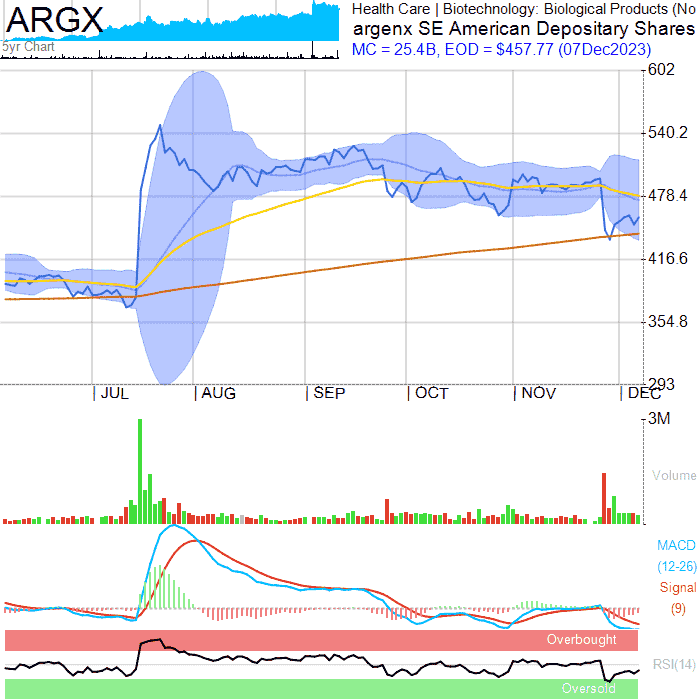 ARGX
5yr Chart
Health Care | Biotechnology: Biological Products (No
argenx SE American Depositary Shares
MC = 25.4B, EOD = $457.77 (07Dec2023)
602
540.2
478.4
416.6
354.8
293
JUL AUG SEP OCT NOV DEC
3M
Volume
MACD
(12-26)
Signal
(9)
Overbought
RSI(14)
Oversold